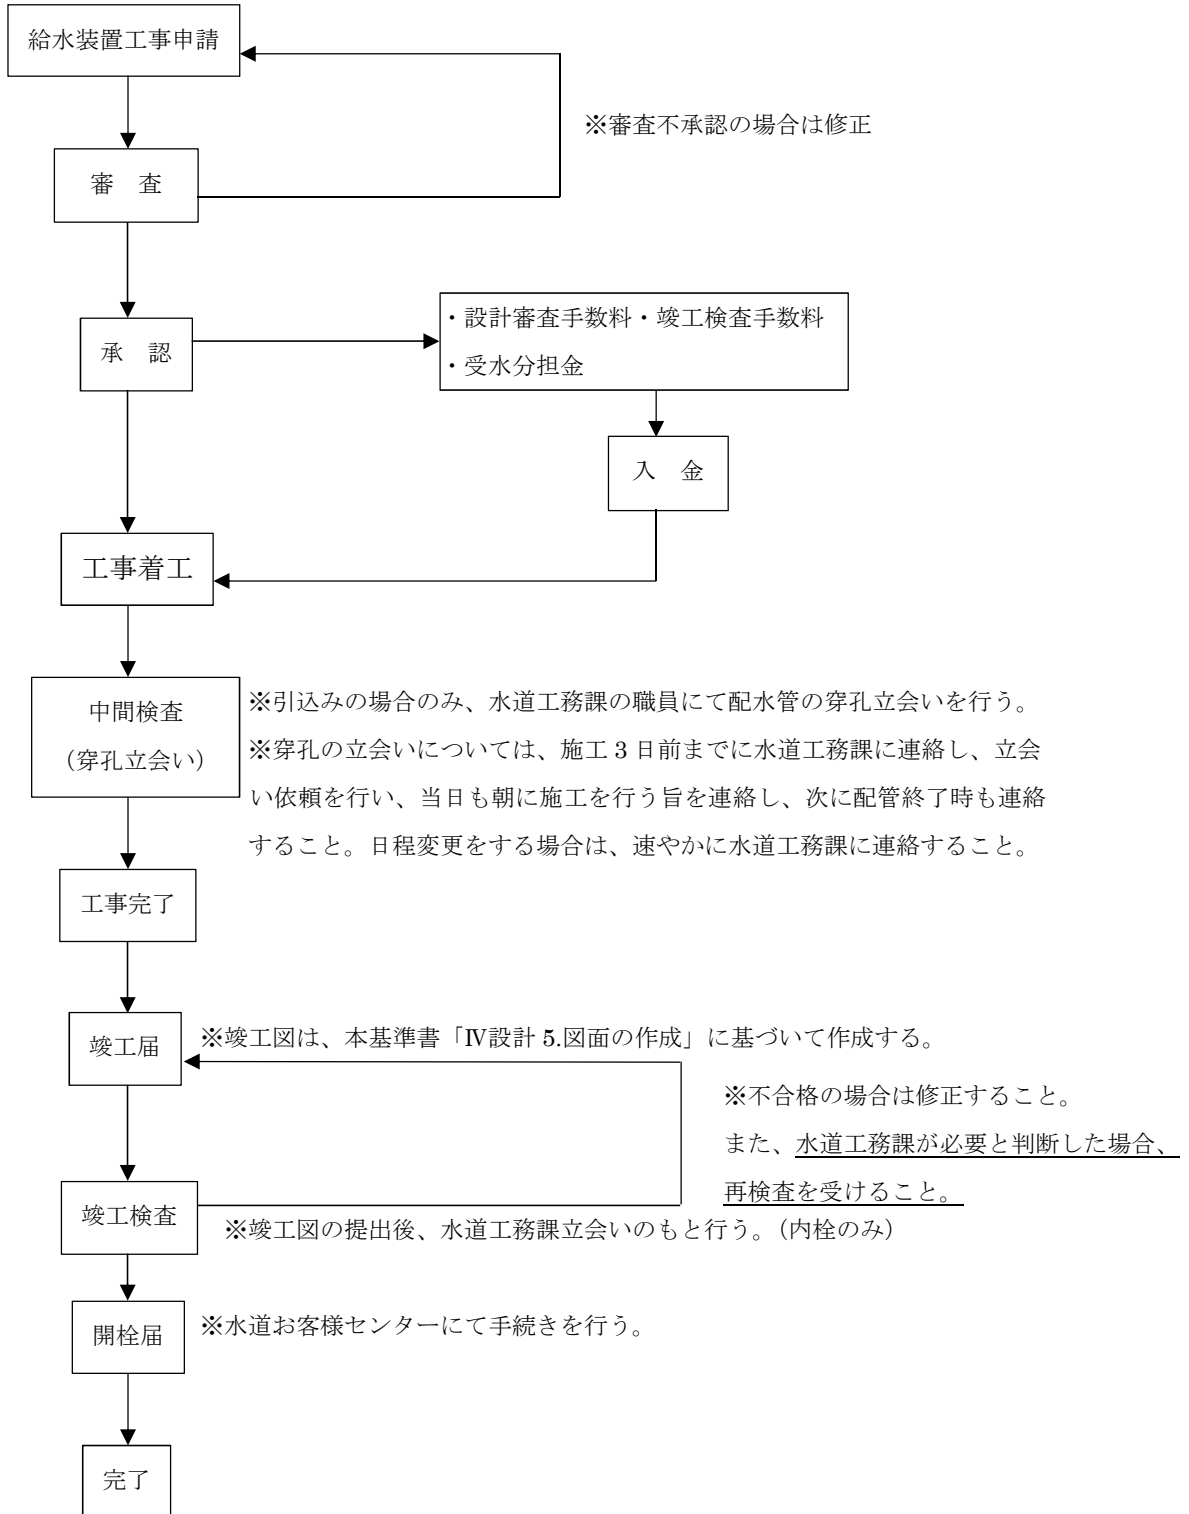 給水装置工事申請
※審査不承認の場合は修正
審　査
・設計審査手数料・竣工検査手数料
・受水分担金
承　認
入　金
工事着工
中間検査
（穿孔立会い）
※引込みの場合のみ、水道工務課の職員にて配水管の穿孔立会いを行う。
※穿孔の立会いについては、施工 3 日前までに水道工務課に連絡し、立会
い依頼を行い、当日も朝に施工を行う旨を連絡し、次に配管終了時も連絡
すること。日程変更をする場合は、速やかに水道工務課に連絡すること。
工事完了
竣工届
※竣工図は、本基準書「Ⅳ設計 5.図面の作成」に基づいて作成する。
※不合格の場合は修正すること。
また、水道工務課が必要と判断した場合、
再検査を受けること。
竣工検査
※竣工図の提出後、水道工務課立会いのもと行う。（内栓のみ）
開栓届
※水道お客様センターにて手続きを行う。
完了